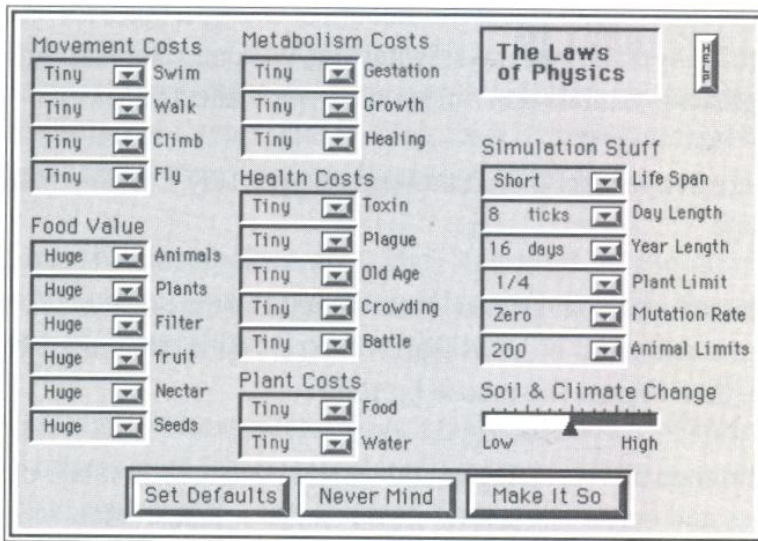 Movement Costs
Tiny Swim
Tiny Walk
Tiny Climb
Tiny Fly
Food Value
Huge Animals
Huge Plants
Huge Filter
Huge fruit
Huge Nectar
Huge Seeds
Metabolism Costs
Tiny Gestation
Tiny Growth
Tiny Healing
Health Costs
Tiny Toxin
Tiny Plague
Tiny Old Age
Tiny Crowding
Tiny Battle
Plant Costs
Tiny Food
Tiny Water
The Laws
of Physics
HELP
Simulation Stuff
Short Life Span
8 ticks Day Length
16 days Year Length
1/4 Plant Limit
Zero Mutation Rate
200 Animal Limits
Soil & Climate Change
Low High
Set Defaults Never Mind Make It So